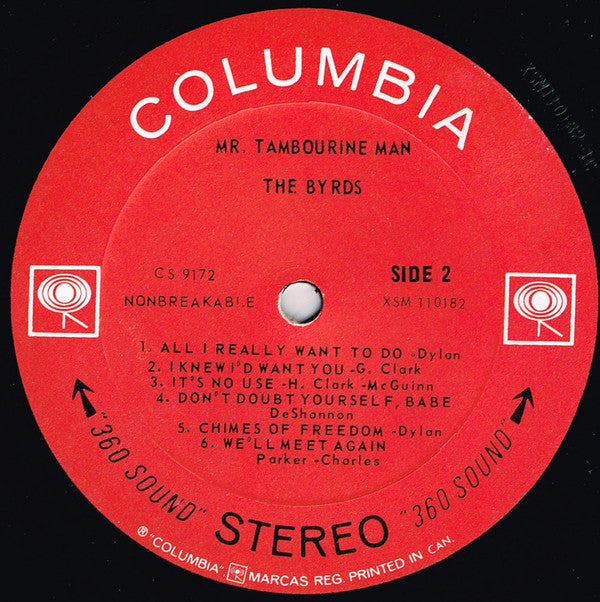 COLUMBIA
XSM110182-1C
MR. TAMBOURINE MAN
THE BYRDS
CS 9172
SIDE 2
NONBREAKABLE
XSM 110182
1. ALL I REALLY WANT TO DO -Dylan
2. I KNEW I'D WANT YOU -G. Clark
3. IT'S NO USE -H. Clark -McGuinn
4. DON'T DOUBT YOURSELF, BABE
DeShannon
5. CHIMES OF FREEDOM -Dylan
6. WE'LL MEET AGAIN
Parker -Charles
"360 SOUND" STEREO "360 SOUND"
® "COLUMBIA". MARCAS REG. PRINTED IN CAN.